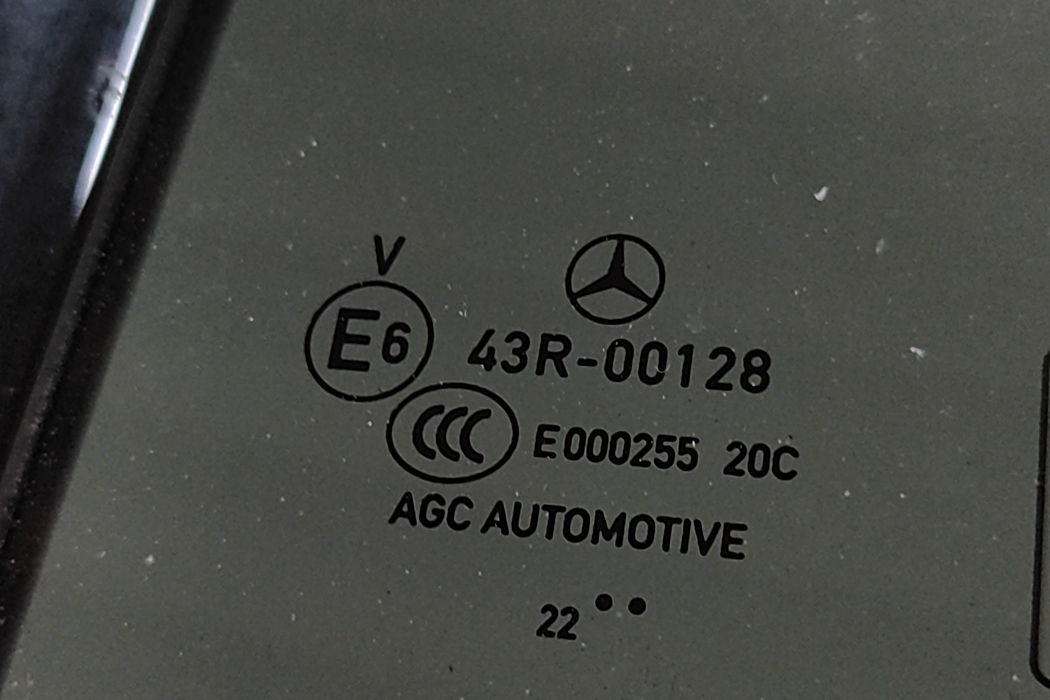 V
E6 43R-00128
CCC E000255 20C
AGC AUTOMOTIVE
22 ••